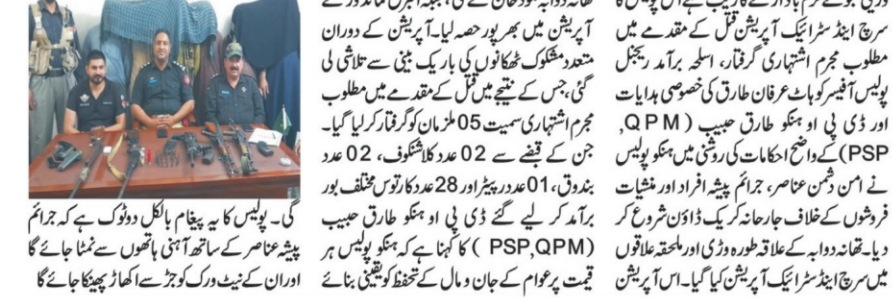 سرچ اینڈ سٹرائیک آپریشن قتل کے مقدمے میں
مطلوب مجرم اشتہاری گرفتار، اسلحہ برآمد ریجنل
پولیس آفیسر کوہاٹ عرفان طارق کی خصوصی ہدایات
اور ڈی پی او ہنکو طارق حبیب (QPM,
PSP) کے واضح احکامات کی روشنی میں ہنکو پولیس
نے امن دشمن عناصر، جرائم پیشہ افراد اور منشیات
فروشوں کے خلاف جارحانہ کریک ڈاؤن شروع کر
دیا۔ تھانہ دوابہ کے علاقہ طورہ وڑی اور ملحقہ علاقوں
میں سرچ اینڈ سٹرائیک آپریشن کیا گیا۔ اس آپریشن
آپریشن میں بھرپور حصہ لیا۔ آپریشن کے دوران
متعدد مشکوک ٹھکانوں کی باریک بینی سے تلاشی لی
گئی، جس کے نتیجے میں قتل کے مقدمے میں مطلوب
مجرم اشتہاری سمیت 05 ملزمان کو گرفتار کر لیا گیا۔
جن کے قبضے سے 02 عدد کلاشنکوف، 02 عدد
بندوق، 01 عدد رپیٹر اور 28 عدد کارتوس مختلف بور
برآمد کر لیے گئے ڈی پی او ہنکو طارق حبیب
(PSP,QPM ) کا کہنا ہے کہ ہنکو پولیس ہر
قیمت پر عوام کے جان و مال کے تحفظ کو یقینی بنائے
گی۔ پولیس کا یہ پیغام بالکل دوٹوک ہے کہ جرائم
پیشہ عناصر کے ساتھ آہنی ہاتھوں سے نمٹا جائے گا
اور ان کے نیٹ ورک کو جڑ سے اکھاڑ پھینکا جائے گا